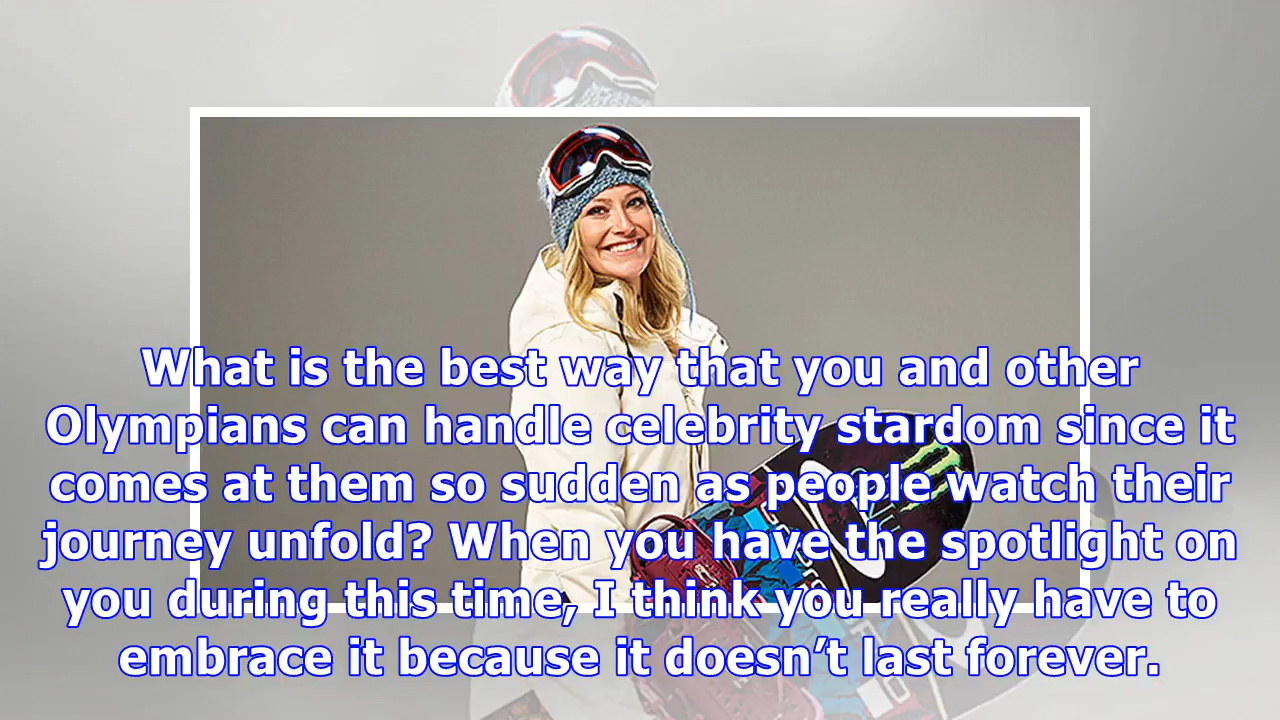 What is the best way that you and other
Olympians can handle celebrity stardom since it
comes at them so sudden as people watch their
journey unfold? When you have the spotlight on
you during this time, I think you really have to
embrace it because it doesn’t last forever.